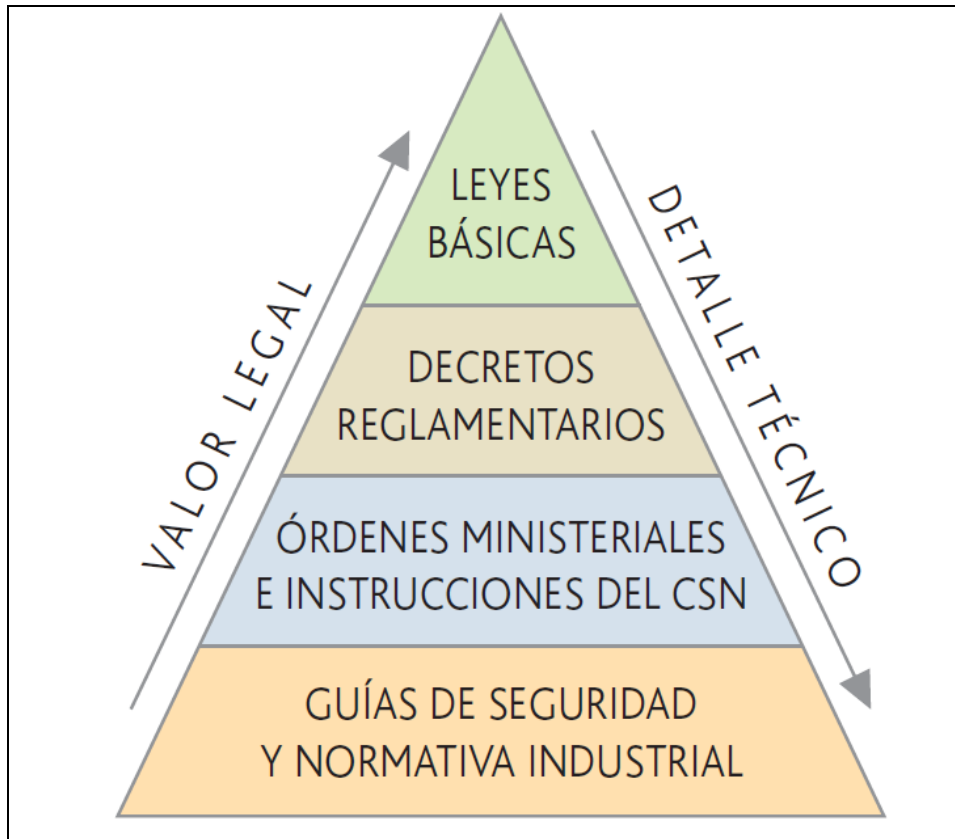 LEYES
BÁSICAS
DECRETOS
REGLAMENTARIOS
ÓRDENES MINISTERIALES
E INSTRUCCIONES DEL CSN
GUÍAS DE SEGURIDAD
Y NORMATIVA INDUSTRIAL
VALOR LEGAL
DETALLE TÉCNICO